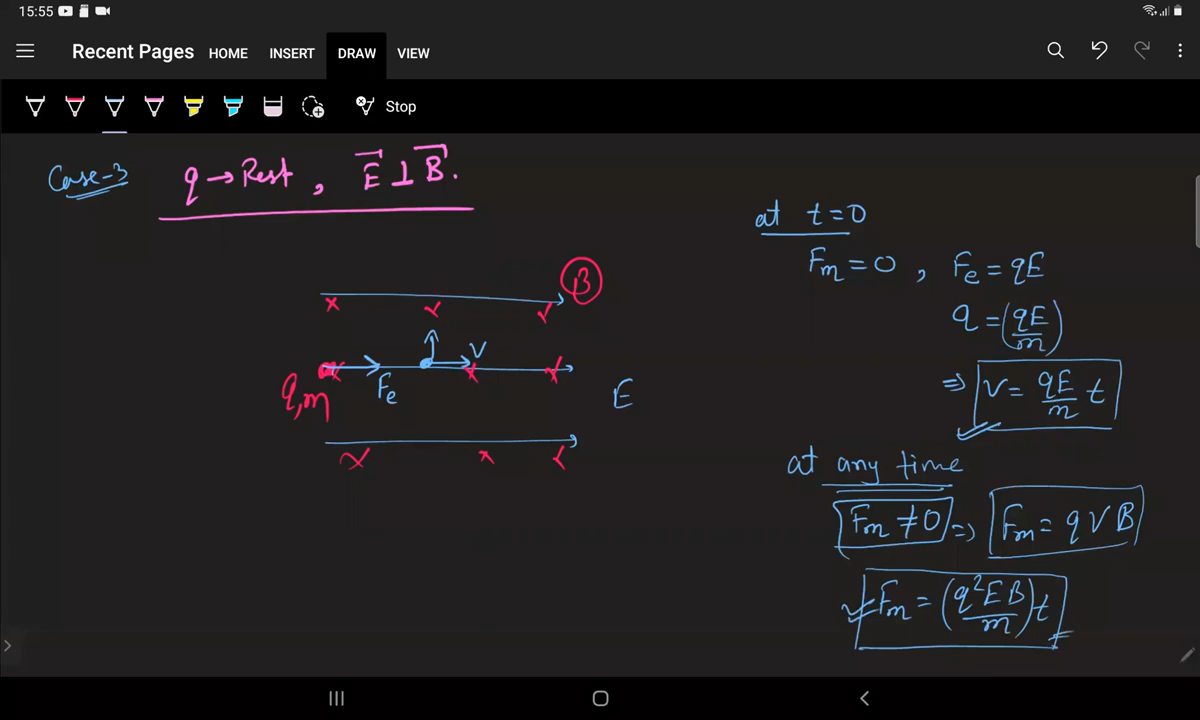 15:55
Recent Pages HOME INSERT DRAW VIEW
Stop
Case-3 q → Rest, E⃗ ⊥ B⃗.
at t=0
Fm = 0, Fe = qE
q = (qE/m)
⇒ V = qE/m t
B
V
Fe
q,m
E
at any time
Fm ≠ 0 ⇒ Fm = qVB
Fm = (q²EB/m)t